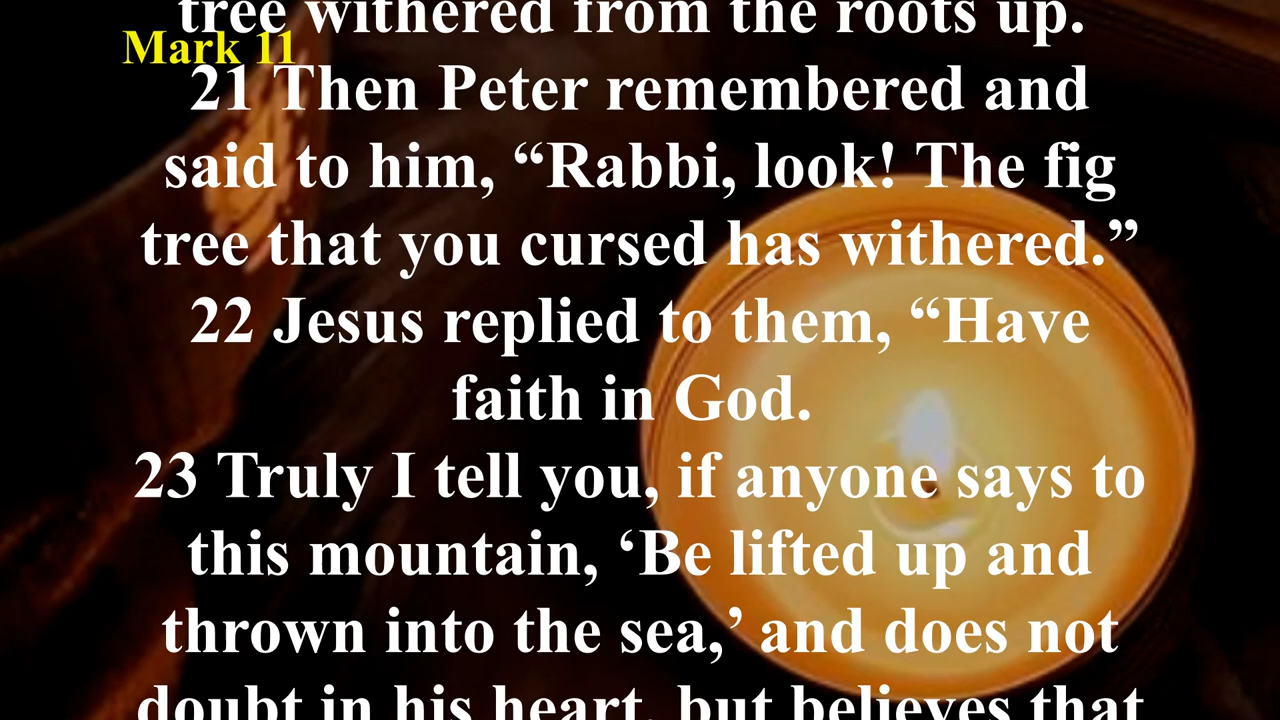 tree withered from the roots up.
Mark 11
21 Then Peter remembered and
said to him, “Rabbi, look! The fig
tree that you cursed has withered.”
22 Jesus replied to them, “Have
faith in God.
23 Truly I tell you, if anyone says to
this mountain, ‘Be lifted up and
thrown into the sea,’ and does not
doubt in his heart, but believes that